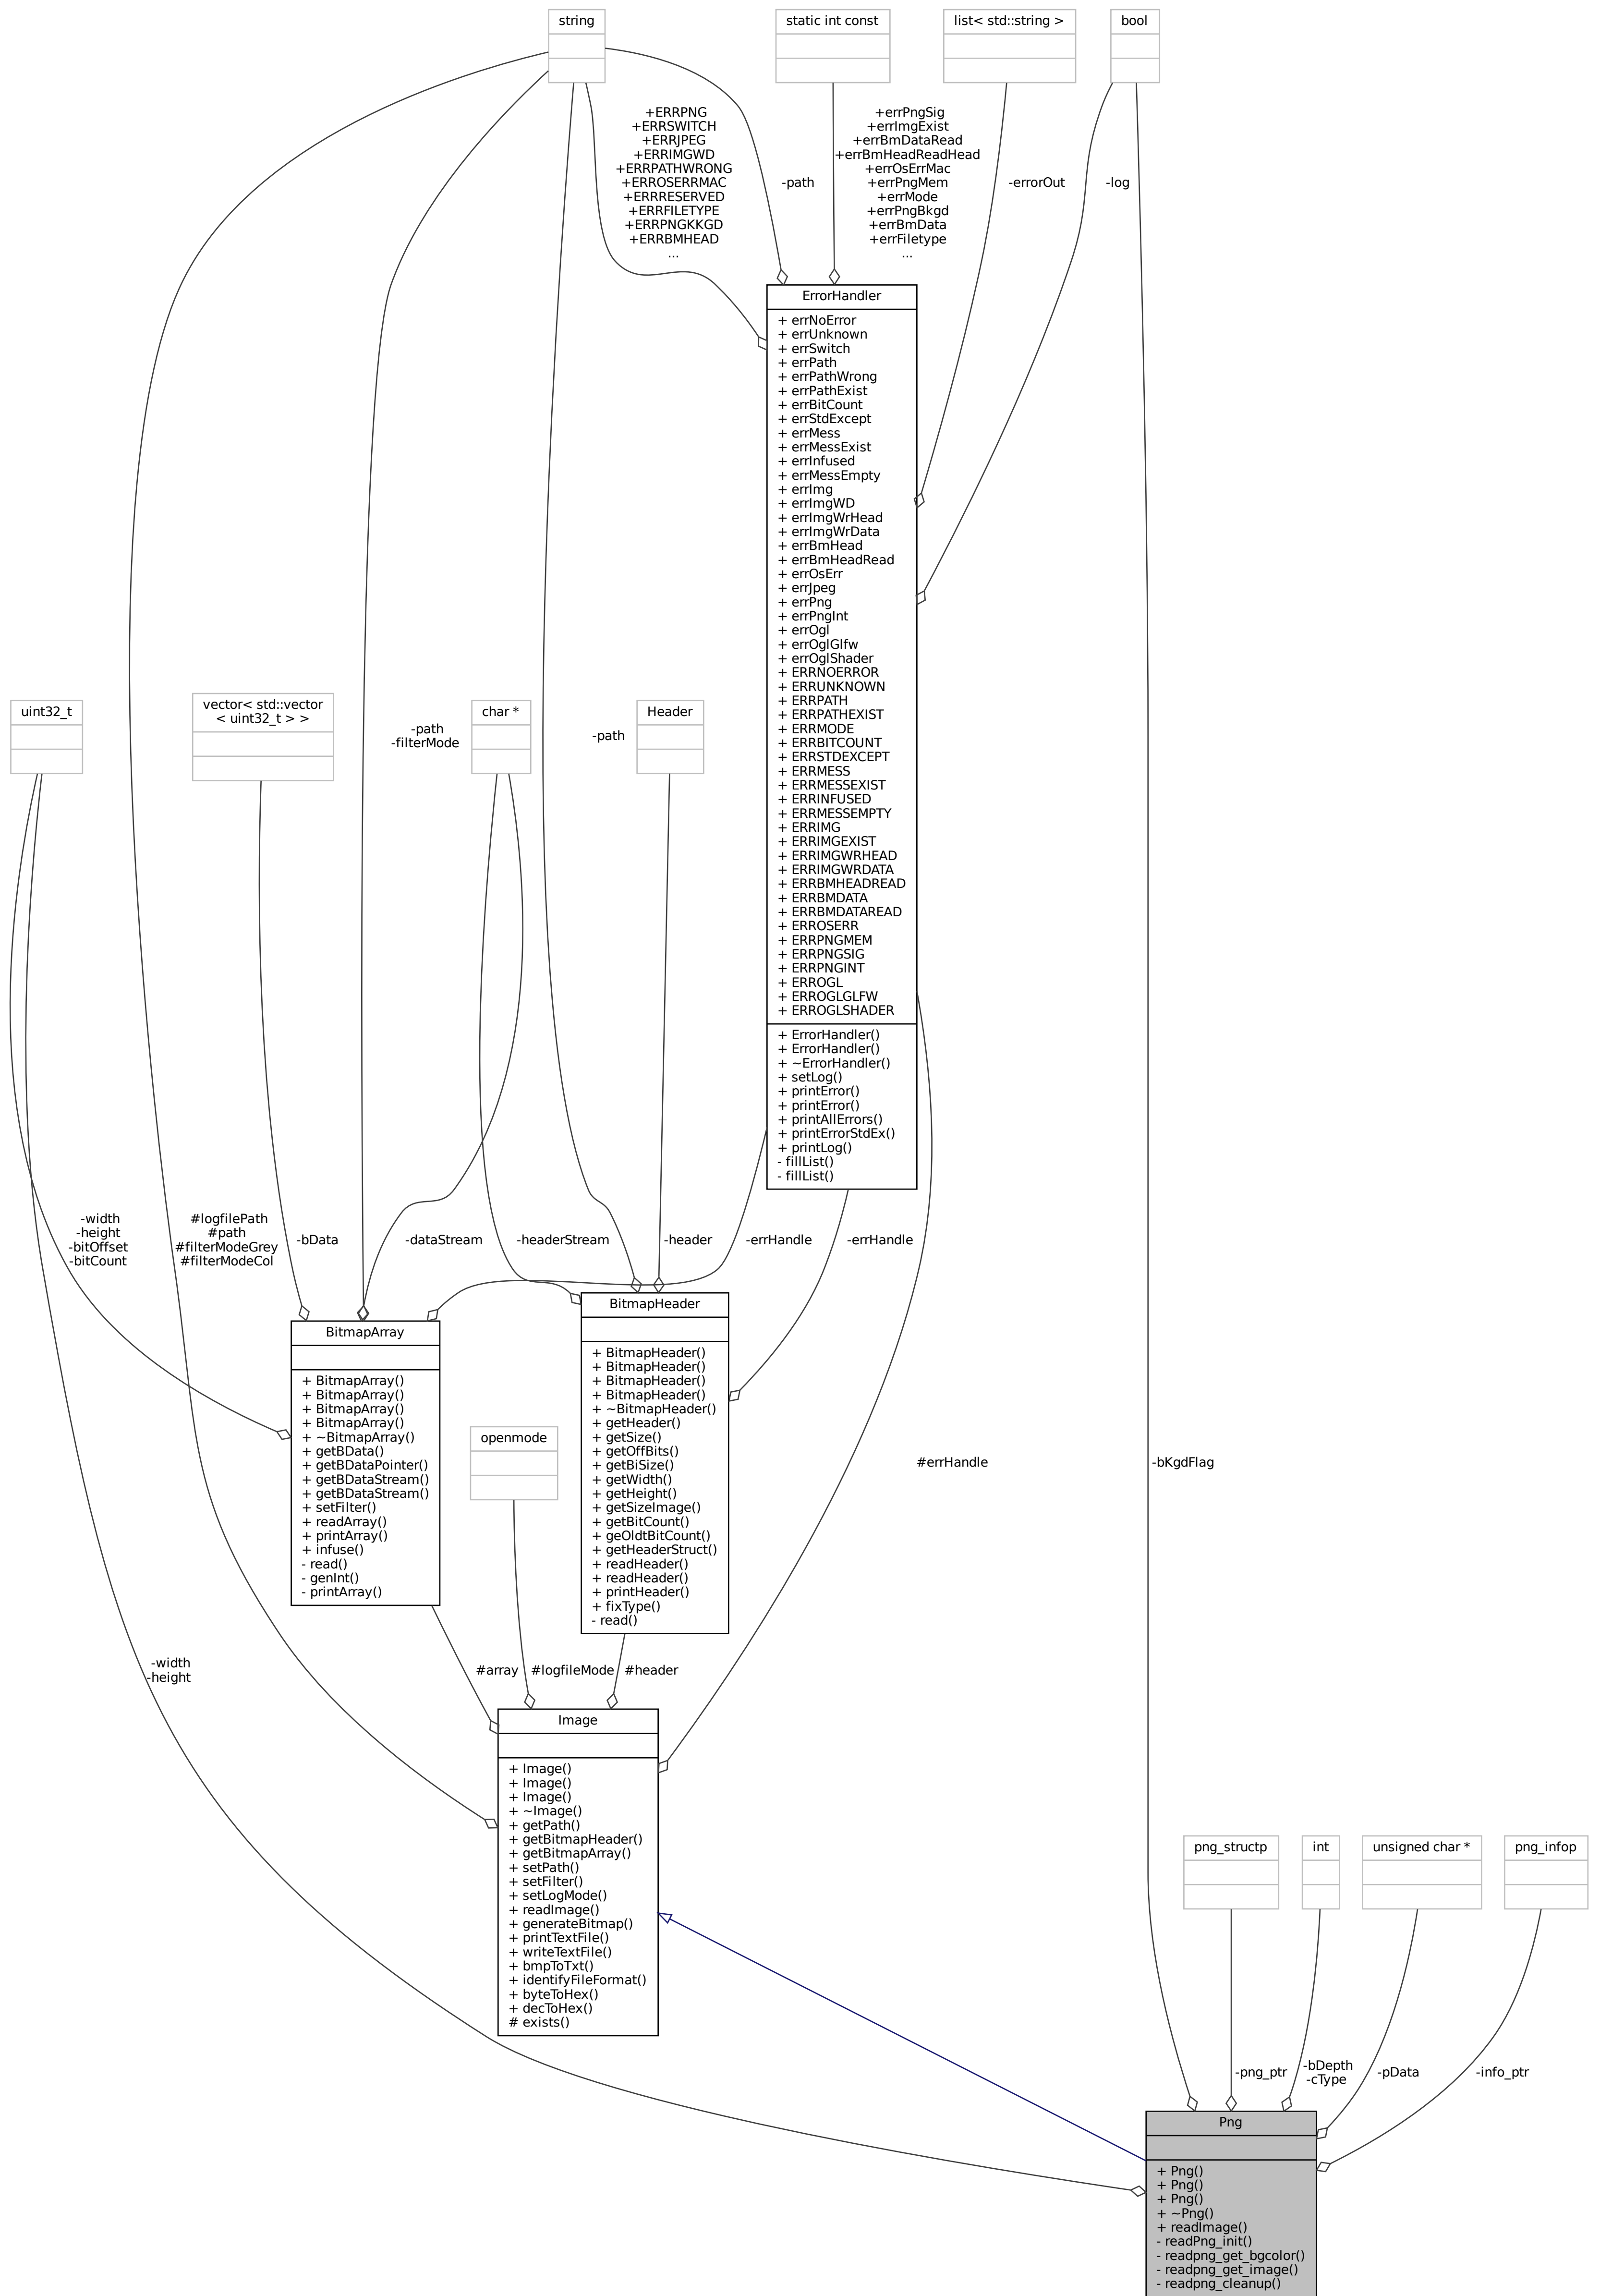 string
static int const
list< std::string >
bool
+ERRPNG
+ERRSWITCH
+ERRJPEG
+ERRIMGWD
+ERRPATHWRONG
+ERROSERRMAC
+ERRRESERVED
+ERRFILETYPE
+ERRPNGKKGD
+ERRBMHEAD
...
-path
+errPngSig
+errImgExist
+errBmDataRead
+errBmHeadReadHead
+errOsErrMac
+errPngMem
+errMode
+errPngBkgd
+errBmData
+errFiletype
...
-errorOut
-log
ErrorHandler
+ errNoError
+ errUnknown
+ errSwitch
+ errPath
+ errPathWrong
+ errPathExist
+ errBitCount
+ errStdExcept
+ errMess
+ errMessExist
+ errInfused
+ errMessEmpty
+ errImg
+ errImgWD
+ errImgWrHead
+ errImgWrData
+ errBmHead
+ errBmHeadRead
+ errOsErr
+ errJpeg
+ errPng
+ errPngInt
+ errOgl
+ errOglGlfw
+ errOglShader
+ ERRNOERROR
+ ERRUNKNOWN
+ ERRPATH
+ ERRPATHEXIST
+ ERRMODE
+ ERRBITCOUNT
+ ERRSTDEXCEPT
+ ERRMESS
+ ERRMESSEXIST
+ ERRINFUSED
+ ERRMESSEMPTY
+ ERRIMG
+ ERRIMGEXIST
+ ERRIMGWRHEAD
+ ERRIMGWRDATA
+ ERRBMHEADREAD
+ ERRBMDATA
+ ERRBMDATAREAD
+ ERROSERR
+ ERRPNGMEM
+ ERRPNGSIG
+ ERRPNGINT
+ ERROGL
+ ERROGLGLFW
+ ERROGLSHADER
+ ErrorHandler()
+ ErrorHandler()
+ ~ErrorHandler()
+ setLog()
+ printError()
+ printError()
+ printAllErrors()
+ printErrorStdEx()
+ printLog()
- fillList()
- fillList()
uint32_t
vector< std::vector
< uint32_t > >
-path
-filterMode
char *
-path
Header
-width
-height
-bitOffset
-bitCount
#logfilePath
#path
#filterModeGrey
#filterModeCol
-bData
-dataStream
-headerStream
-header
-errHandle
-errHandle
BitmapArray
+ BitmapArray()
+ BitmapArray()
+ BitmapArray()
+ BitmapArray()
+ ~BitmapArray()
+ getBData()
+ getBDataPointer()
+ getBDataStream()
+ getBDataStream()
+ setFilter()
+ readArray()
+ printArray()
+ infuse()
- read()
- genInt()
- printArray()
BitmapHeader
+ BitmapHeader()
+ BitmapHeader()
+ BitmapHeader()
+ BitmapHeader()
+ ~BitmapHeader()
+ getHeader()
+ getSize()
+ getOffBits()
+ getBiSize()
+ getWidth()
+ getHeight()
+ getSizeImage()
+ getBitCount()
+ geOldtBitCount()
+ getHeaderStruct()
+ readHeader()
+ readHeader()
+ printHeader()
+ fixType()
- read()
openmode
#errHandle
-bKgdFlag
-width
-height
#array
#logfileMode
#header
Image
+ Image()
+ Image()
+ Image()
+ ~Image()
+ getPath()
+ getBitmapHeader()
+ getBitmapArray()
+ setPath()
+ setFilter()
+ setLogMode()
+ readImage()
+ generateBitmap()
+ printTextFile()
+ writeTextFile()
+ bmpToTxt()
+ identifyFileFormat()
+ byteToHex()
+ decToHex()
# exists()
png_structp
int
unsigned char *
png_infop
-png_ptr
-bDepth
-cType
-pData
-info_ptr
Png
+ Png()
+ Png()
+ Png()
+ ~Png()
+ readImage()
- readPng_init()
- readpng_get_bgcolor()
- readpng_get_image()
- readpng_cleanup()